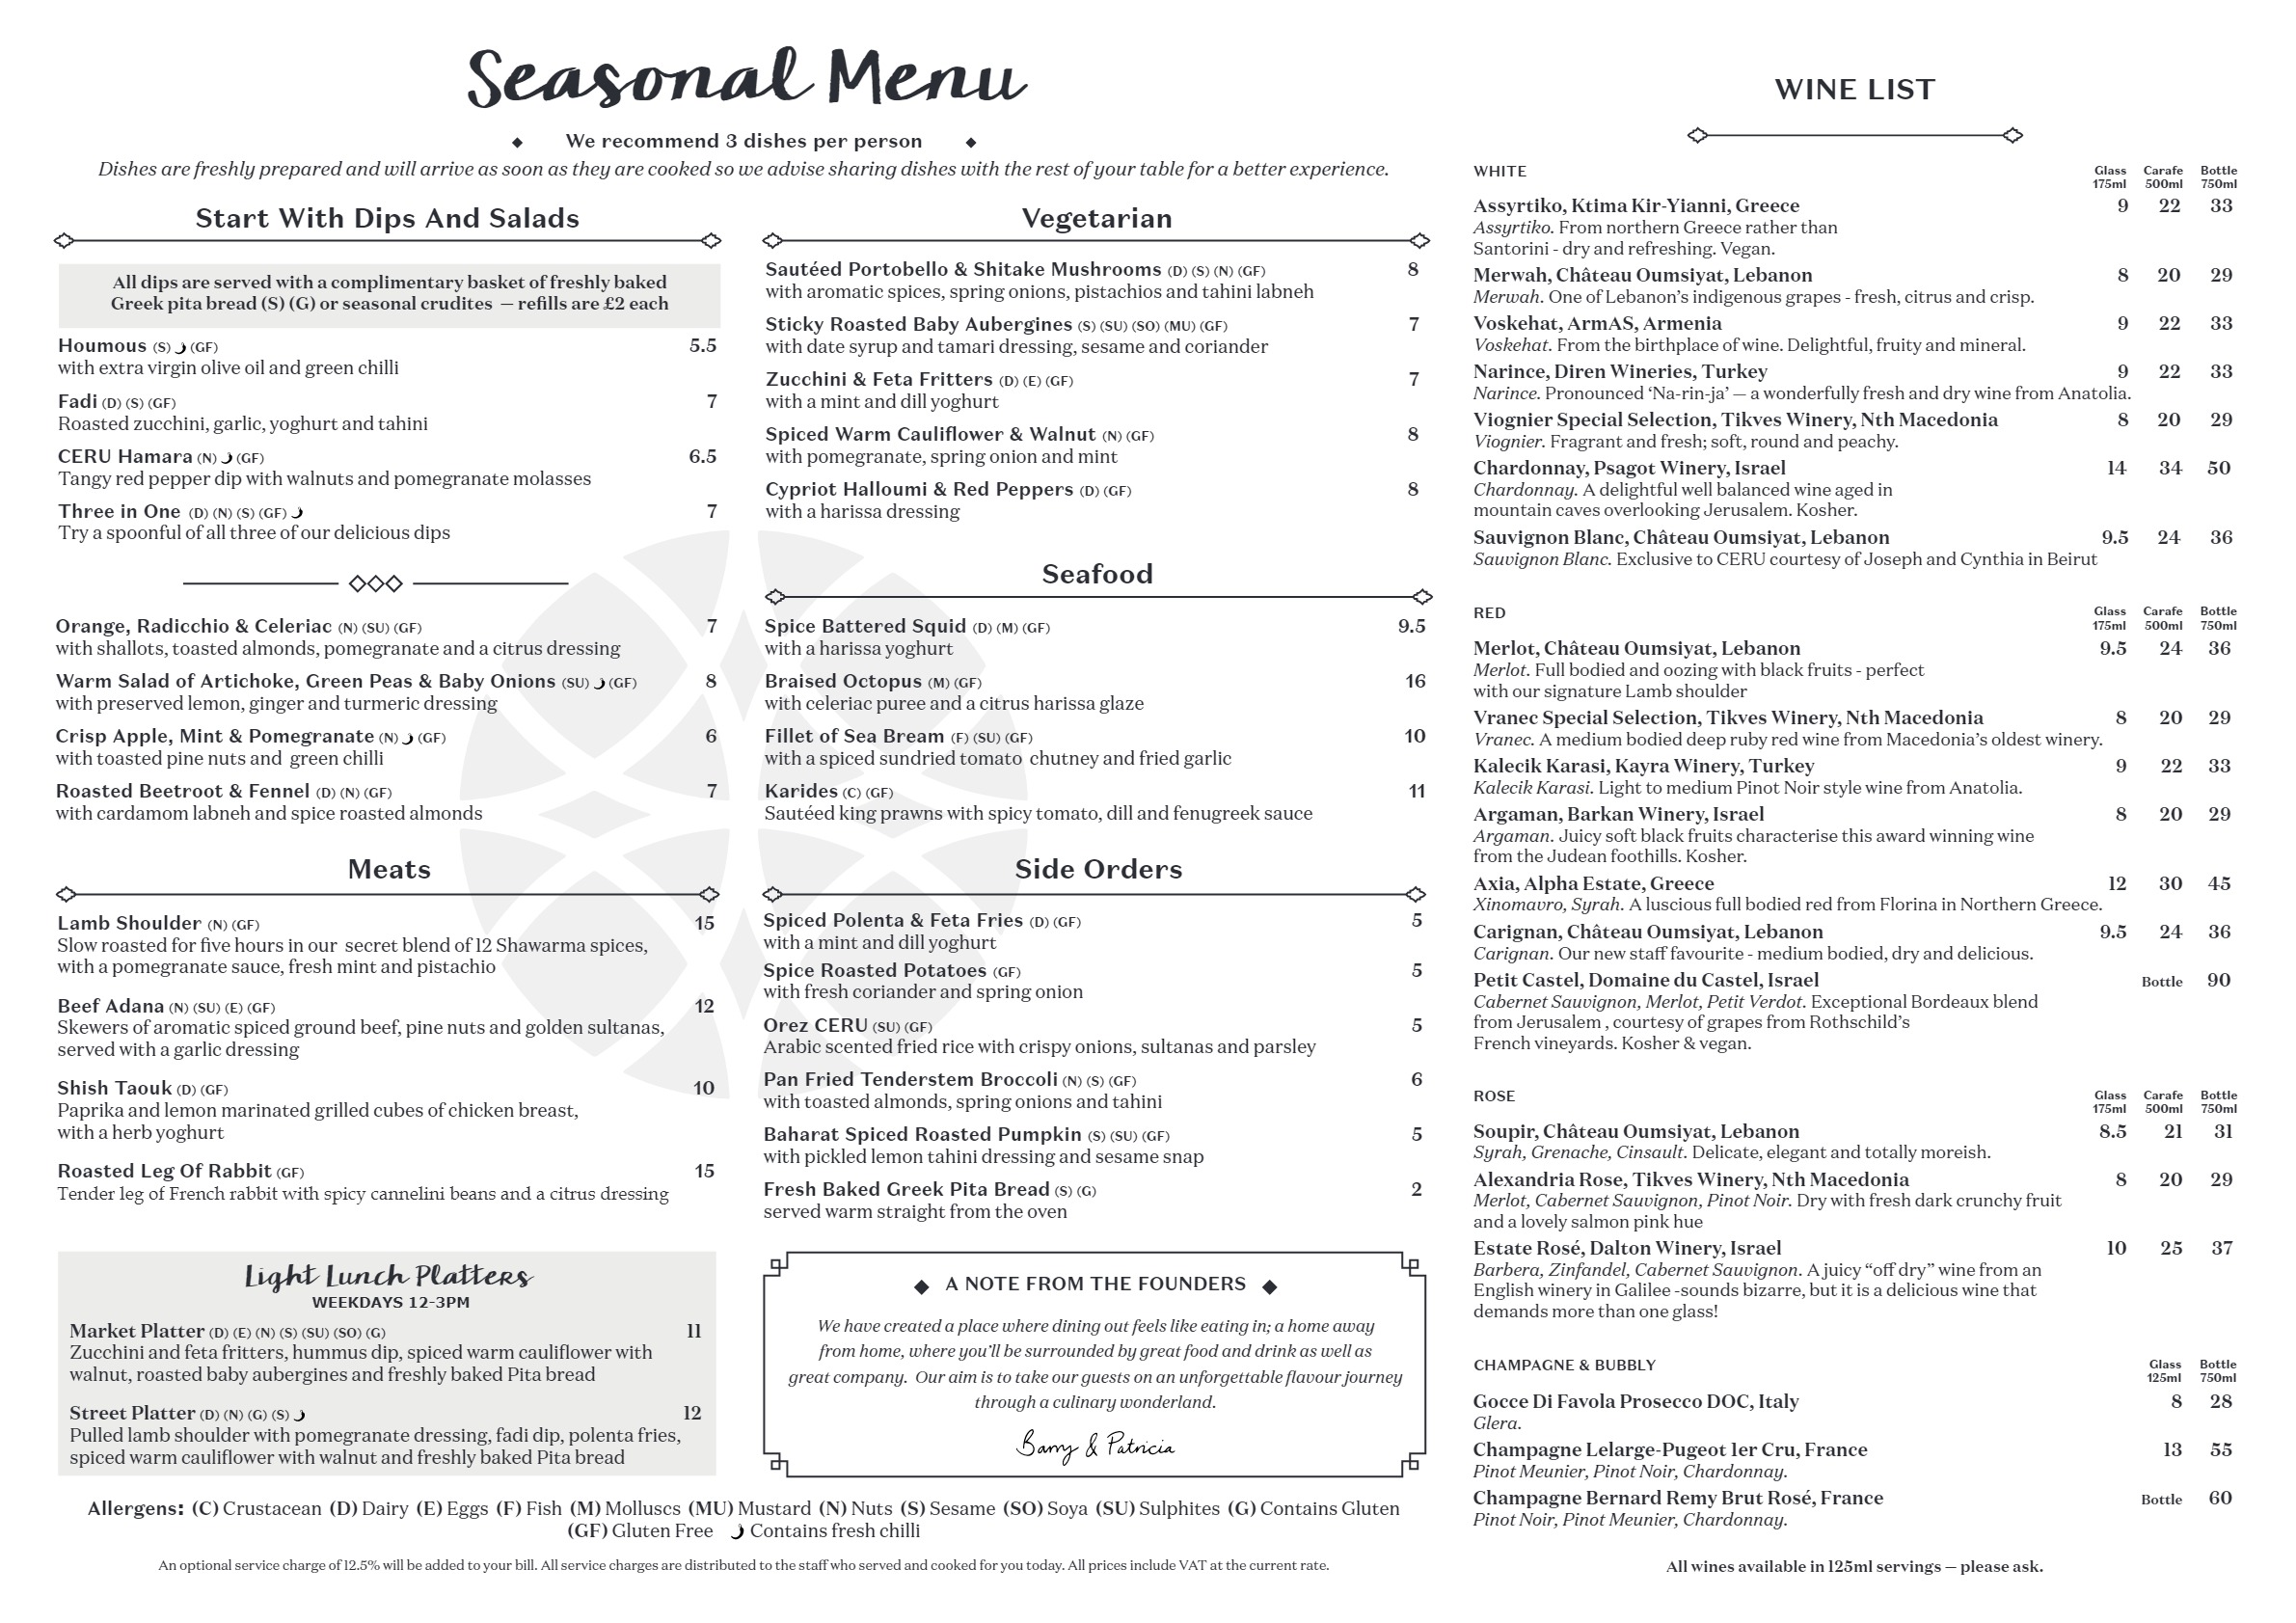 Seasonal Menu
We recommend 3 dishes per person
Dishes are freshly prepared and will arrive as soon as they are cooked so we advise sharing dishes with the rest of your table for a better experience.
Start With Dips And Salads
All dips are served with a complimentary basket of freshly baked
Greek pita bread (S) (G) or seasonal crudites — refills are £2 each
Houmous (S) (GF) 5.5
with extra virgin olive oil and green chilli
Fadi (D) (S) (GF) 7
Roasted zucchini, garlic, yoghurt and tahini
CERU Hamara (N) (GF) 6.5
Tangy red pepper dip with walnuts and pomegranate molasses
Three in One (D) (N) (S) (GF) 7
Try a spoonful of all three of our delicious dips
Orange, Radicchio & Celeriac (N) (SU) (GF) 7
with shallots, toasted almonds, pomegranate and a citrus dressing
Warm Salad of Artichoke, Green Peas & Baby Onions (SU) (GF) 8
with preserved lemon, ginger and turmeric dressing
Crisp Apple, Mint & Pomegranate (N) (GF) 6
with toasted pine nuts and green chilli
Roasted Beetroot & Fennel (D) (N) (GF) 7
with cardamom labneh and spice roasted almonds
Meats
Lamb Shoulder (N) (GF) 15
Slow roasted for five hours in our secret blend of 12 Shawarma spices,
with a pomegranate sauce, fresh mint and pistachio
Beef Adana (N) (SU) (E) (GF) 12
Skewers of aromatic spiced ground beef, pine nuts and golden sultanas,
served with a garlic dressing
Shish Taouk (D) (GF) 10
Paprika and lemon marinated grilled cubes of chicken breast,
with a herb yoghurt
Roasted Leg Of Rabbit (GF) 15
Tender leg of French rabbit with spicy cannelini beans and a citrus dressing
Light Lunch Platters
WEEKDAYS 12-3PM
Market Platter (D) (E) (N) (S) (SU) (SO) (G) 11
Zucchini and feta fritters, hummus dip, spiced warm cauliflower with
walnut, roasted baby aubergines and freshly baked Pita bread
Street Platter (D) (N) (G) (S) 12
Pulled lamb shoulder with pomegranate dressing, fadi dip, polenta fries,
spiced warm cauliflower with walnut and freshly baked Pita bread
Vegetarian
Sautéed Portobello & Shitake Mushrooms (D) (S) (N) (GF) 8
with aromatic spices, spring onions, pistachios and tahini labneh
Sticky Roasted Baby Aubergines (S) (SU) (SO) (MU) (GF) 7
with date syrup and tamari dressing, sesame and coriander
Zucchini & Feta Fritters (D) (E) (GF) 7
with a mint and dill yoghurt
Spiced Warm Cauliflower & Walnut (N) (GF) 8
with pomegranate, spring onion and mint
Cypriot Halloumi & Red Peppers (D) (GF) 8
with a harissa dressing
Seafood
Spice Battered Squid (D) (M) (GF) 9.5
with a harissa yoghurt
Braised Octopus (M) (GF) 16
with celeriac puree and a citrus harissa glaze
Fillet of Sea Bream (F) (SU) (GF) 10
with a spiced sundried tomato chutney and fried garlic
Karides (C) (GF) 11
Sautéed king prawns with spicy tomato, dill and fenugreek sauce
Side Orders
Spiced Polenta & Feta Fries (D) (GF) 5
with a mint and dill yoghurt
Spice Roasted Potatoes (GF) 5
with fresh coriander and spring onion
Orez CERU (SU) (GF) 5
Arabic scented fried rice with crispy onions, sultanas and parsley
Pan Fried Tenderstem Broccoli (N) (S) (GF) 6
with toasted almonds, spring onions and tahini
Baharat Spiced Roasted Pumpkin (S) (SU) (GF) 5
with pickled lemon tahini dressing and sesame snap
Fresh Baked Greek Pita Bread (S) (G) 2
served warm straight from the oven
A NOTE FROM THE FOUNDERS
We have created a place where dining out feels like eating in; a home away
from home, where you'll be surrounded by great food and drink as well as
great company. Our aim is to take our guests on an unforgettable flavour journey
through a culinary wonderland.
Barry & Patricia
Allergens: (C) Crustacean (D) Dairy (E) Eggs (F) Fish (M) Molluscs (MU) Mustard (N) Nuts (S) Sesame (SO) Soya (SU) Sulphites (G) Contains Gluten
(GF) Gluten Free Contains fresh chilli
An optional service charge of 12.5% will be added to your bill. All service charges are distributed to the staff who served and cooked for you today. All prices include VAT at the current rate.
WINE LIST
WHITE Glass Carafe Bottle
175ml 500ml 750ml
Assyrtiko, Ktima Kir-Yianni, Greece 9 22 33
Assyrtiko. From northern Greece rather than
Santorini - dry and refreshing. Vegan.
Merwah, Château Oumsiyat, Lebanon 8 20 29
Merwah. One of Lebanon's indigenous grapes - fresh, citrus and crisp.
Voskehat, ArmAS, Armenia 9 22 33
Voskehat. From the birthplace of wine. Delightful, fruity and mineral.
Narince, Diren Wineries, Turkey 9 22 33
Narince. Pronounced ‘Na-rin-ja’ — a wonderfully fresh and dry wine from Anatolia.
Viognier Special Selection, Tikves Winery, Nth Macedonia 8 20 29
Viognier. Fragrant and fresh; soft, round and peachy.
Chardonnay, Psagot Winery, Israel 14 34 50
Chardonnay. A delightful well balanced wine aged in
mountain caves overlooking Jerusalem. Kosher.
Sauvignon Blanc, Château Oumsiyat, Lebanon 9.5 24 36
Sauvignon Blanc. Exclusive to CERU courtesy of Joseph and Cynthia in Beirut
RED Glass Carafe Bottle
175ml 500ml 750ml
Merlot, Château Oumsiyat, Lebanon 9.5 24 36
Merlot. Full bodied and oozing with black fruits - perfect
with our signature Lamb shoulder
Vranec Special Selection, Tikves Winery, Nth Macedonia 8 20 29
Vranec. A medium bodied deep ruby red wine from Macedonia's oldest winery.
Kalecik Karasi, Kayra Winery, Turkey 9 22 33
Kalecik Karasi. Light to medium Pinot Noir style wine from Anatolia.
Argaman, Barkan Winery, Israel 8 20 29
Argaman. Juicy soft black fruits characterise this award winning wine
from the Judean foothills. Kosher.
Axia, Alpha Estate, Greece 12 30 45
Xinomavro, Syrah. A luscious full bodied red from Florina in Northern Greece.
Carignan, Château Oumsiyat, Lebanon 9.5 24 36
Carignan. Our new staff favourite - medium bodied, dry and delicious.
Petit Castel, Domaine du Castel, Israel Bottle 90
Cabernet Sauvignon, Merlot, Petit Verdot. Exceptional Bordeaux blend
from Jerusalem , courtesy of grapes from Rothschild's
French vineyards. Kosher & vegan.
ROSE Glass Carafe Bottle
175ml 500ml 750ml
Soupir, Château Oumsiyat, Lebanon 8.5 21 31
Syrah, Grenache, Cinsault. Delicate, elegant and totally moreish.
Alexandria Rose, Tikves Winery, Nth Macedonia 8 20 29
Merlot, Cabernet Sauvignon, Pinot Noir. Dry with fresh dark crunchy fruit
and a lovely salmon pink hue
Estate Rosé, Dalton Winery, Israel 10 25 37
Barbera, Zinfandel, Cabernet Sauvignon. A juicy “off dry” wine from an
English winery in Galilee -sounds bizarre, but it is a delicious wine that
demands more than one glass!
CHAMPAGNE & BUBBLY Glass Bottle
125ml 750ml
Gocce Di Favola Prosecco DOC, Italy 8 28
Glera.
Champagne Lelarge-Pugeot 1er Cru, France 13 55
Pinot Meunier, Pinot Noir, Chardonnay.
Champagne Bernard Remy Brut Rosé, France Bottle 60
Pinot Noir, Pinot Meunier, Chardonnay.
All wines available in 125ml servings — please ask.